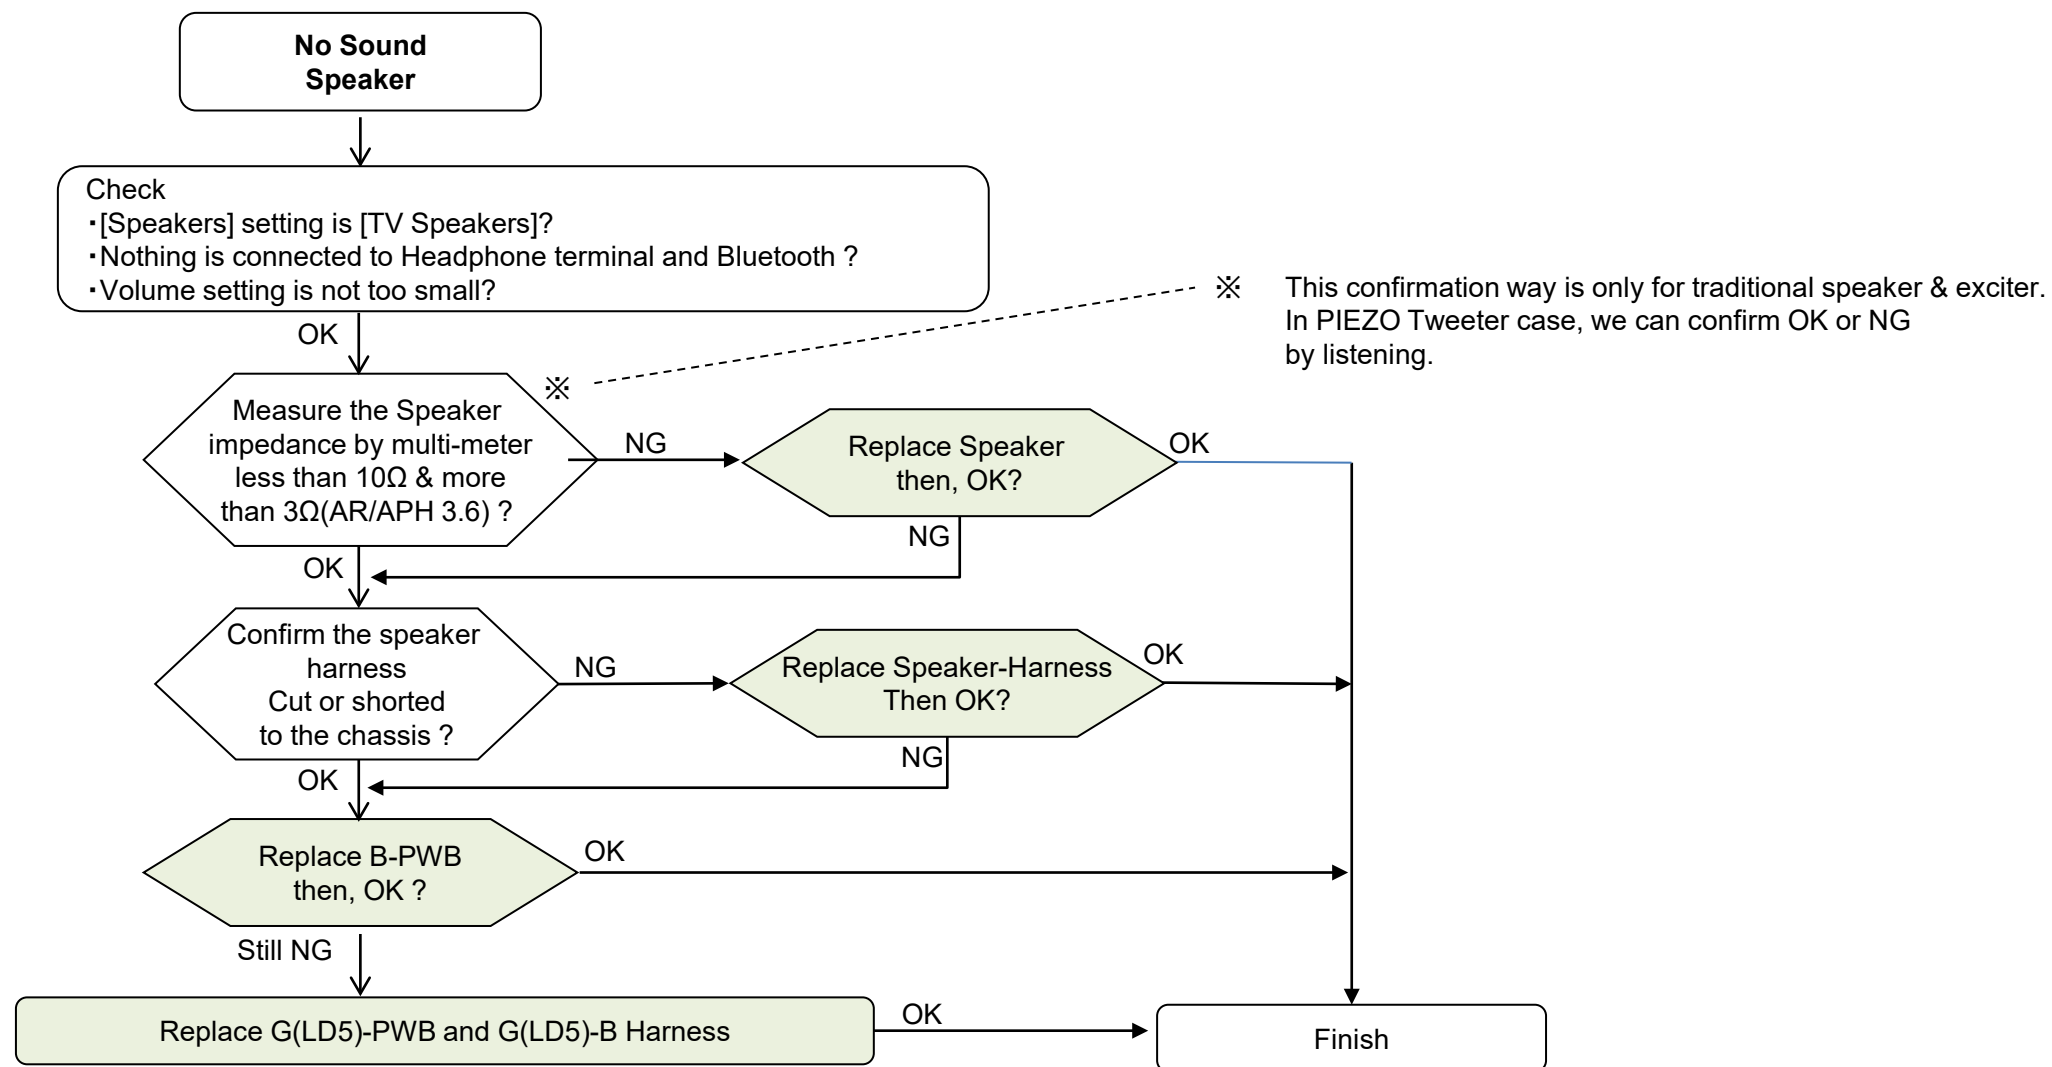 No Sound
Speaker
Check
・[Speakers] setting is [TV Speakers]?
・Nothing is connected to Headphone terminal and Bluetooth ?
・Volume setting is not too small?
OK
※
This confirmation way is only for traditional speaker & exciter.
In PIEZO Tweeter case, we can confirm OK or NG
by listening.
※
Measure the Speaker
impedance by multi-meter
less than 10Ω & more
than 3Ω(AR/APH 3.6) ?
NG
Replace Speaker
then, OK?
OK
NG
OK
Confirm the speaker
harness
Cut or shorted
to the chassis ?
NG
Replace Speaker-Harness
Then OK?
OK
NG
OK
Replace B-PWB
then, OK ?
OK
Still NG
Replace G(LD5)-PWB and G(LD5)-B Harness
OK
Finish